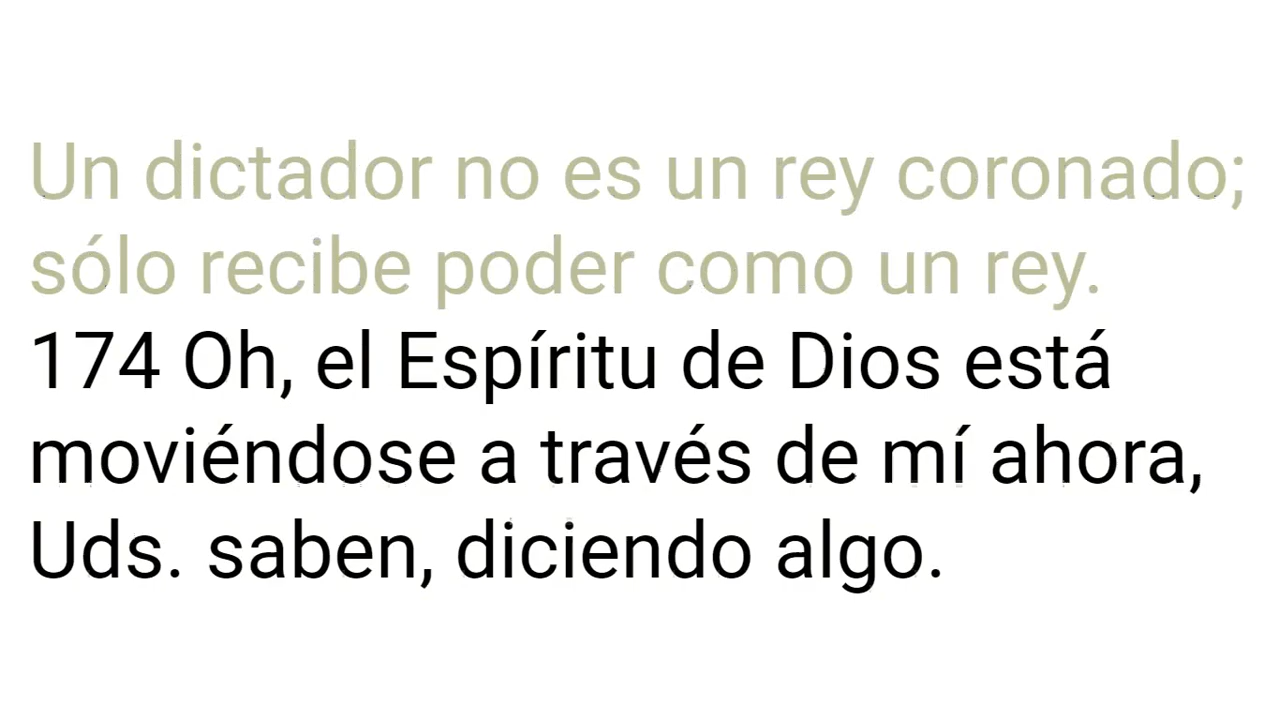 Un dictador no es un rey coronado;
sólo recibe poder como un rey.
174 Oh, el Espíritu de Dios está
moviéndose a través de mí ahora,
Uds. saben, diciendo algo.